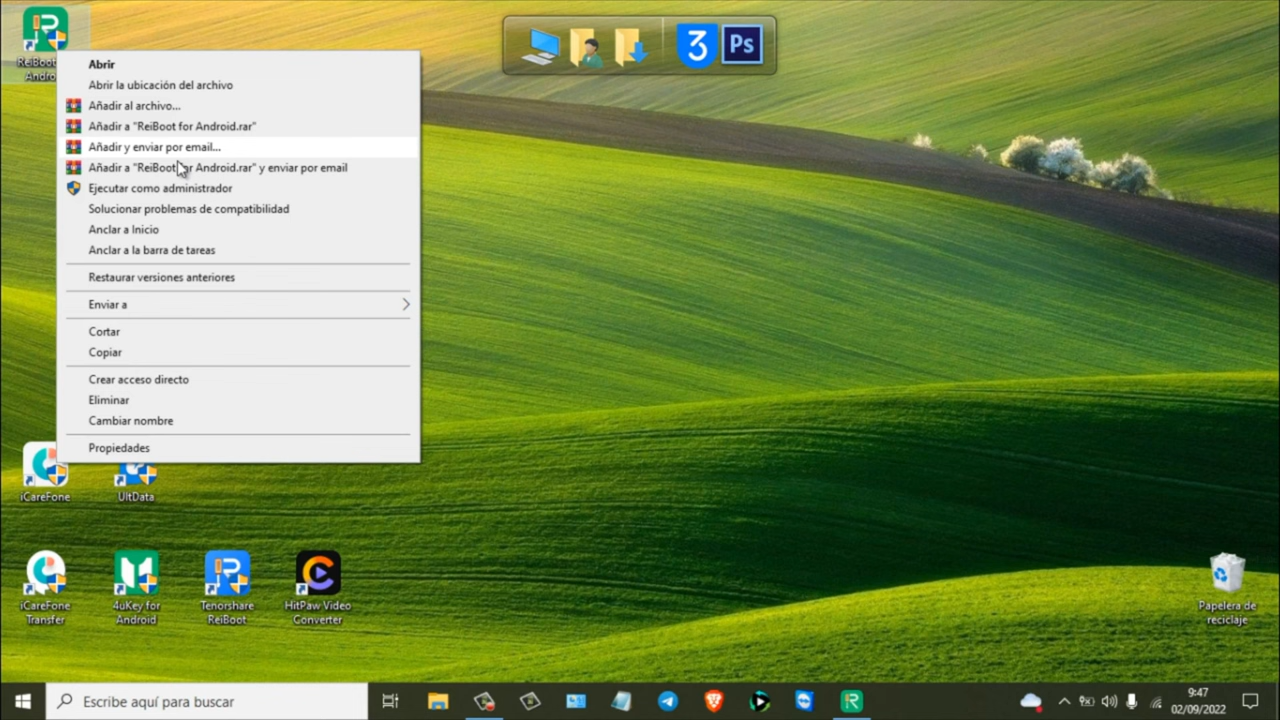 ReiBoot
Andro
Abrir
Abrir la ubicación del archivo
Añadir al archivo...
Añadir a "ReiBoot for Android.rar"
Añadir y enviar por email...
Añadir a "ReiBoot for Android.rar" y enviar por email
Ejecutar como administrador
Solucionar problemas de compatibilidad
Anclar a Inicio
Anclar a la barra de tareas
Restaurar versiones anteriores
Enviar a
Cortar
Copiar
Crear acceso directo
Eliminar
Cambiar nombre
Propiedades
3
Ps
iCareFone
UltData
iCareFone
Transfer
4uKey for
Android
Tenorshare
ReiBoot
HitPaw Video
Converter
Papelera de
reciclaje
Escribe aquí para buscar
9:47
02/09/2022